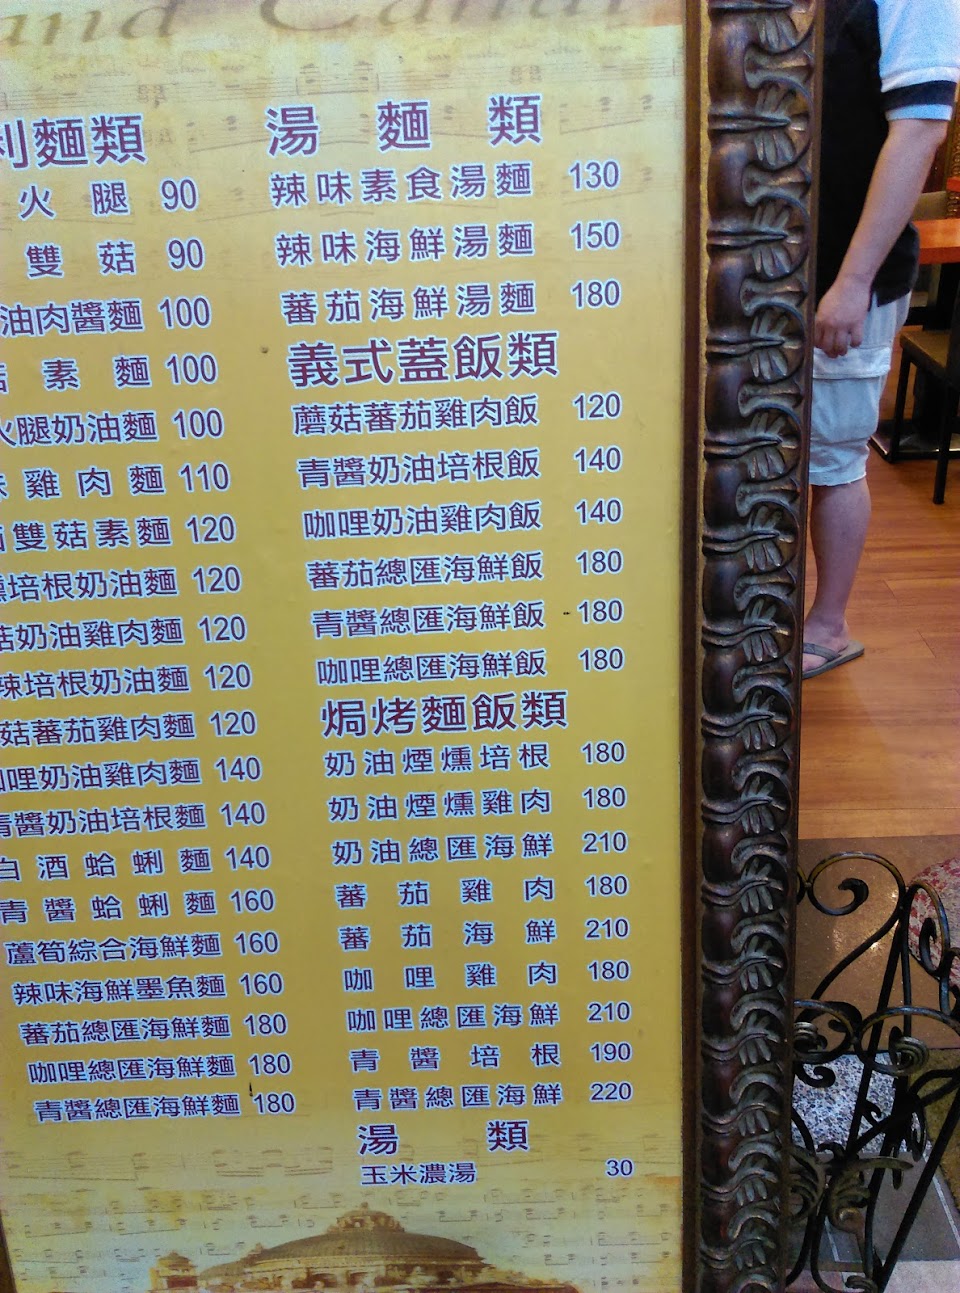 and Canal
利麵類
火腿 90
雙菇 90
油肉醬麵 100
菇素麵 100
火腿奶油麵 100
味雞肉麵 110
茄雙菇素麵 120
燻培根奶油麵 120
菇奶油雞肉麵 120
辣培根奶油麵 120
菇蕃茄雞肉麵 120
咖哩奶油雞肉麵 140
青醬奶油培根麵 140
白酒蛤蜊麵 140
青醬蛤蜊麵 160
蘆筍綜合海鮮麵 160
辣味海鮮墨魚麵 160
蕃茄總匯海鮮麵 180
咖哩總匯海鮮麵 180
青醬總匯海鮮麵 180
湯麵類
辣味素食湯麵 130
辣味海鮮湯麵 150
蕃茄海鮮湯麵 180
義式蓋飯類
蘑菇蕃茄雞肉飯 120
青醬奶油培根飯 140
咖哩奶油雞肉飯 140
蕃茄總匯海鮮飯 180
青醬總匯海鮮飯 180
咖哩總匯海鮮飯 180
焗烤麵飯類
奶油煙燻培根 180
奶油煙燻雞肉 180
奶油總匯海鮮 210
蕃茄雞肉 180
蕃茄海鮮 210
咖哩雞肉 180
咖哩總匯海鮮 210
青醬培根 190
青醬總匯海鮮 220
湯類
玉米濃湯 30